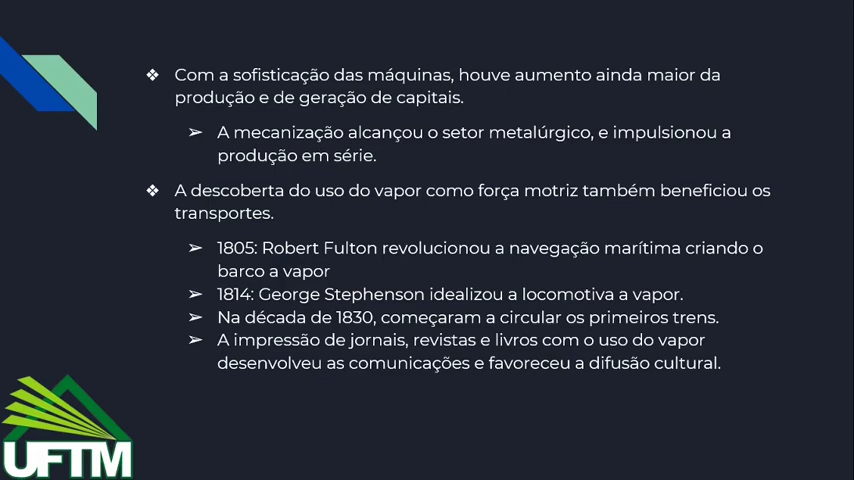 ❖ Com a sofisticação das máquinas, houve aumento ainda maior da
produção e de geração de capitais.
➢ A mecanização alcançou o setor metalúrgico, e impulsionou a
produção em série.
❖ A descoberta do uso do vapor como força motriz também beneficiou os
transportes.
➢ 1805: Robert Fulton revolucionou a navegação marítima criando o
barco a vapor
➢ 1814: George Stephenson idealizou a locomotiva a vapor.
➢ Na década de 1830, começaram a circular os primeiros trens.
➢ A impressão de jornais, revistas e livros com o uso do vapor
desenvolveu as comunicações e favoreceu a difusão cultural.
UFTM